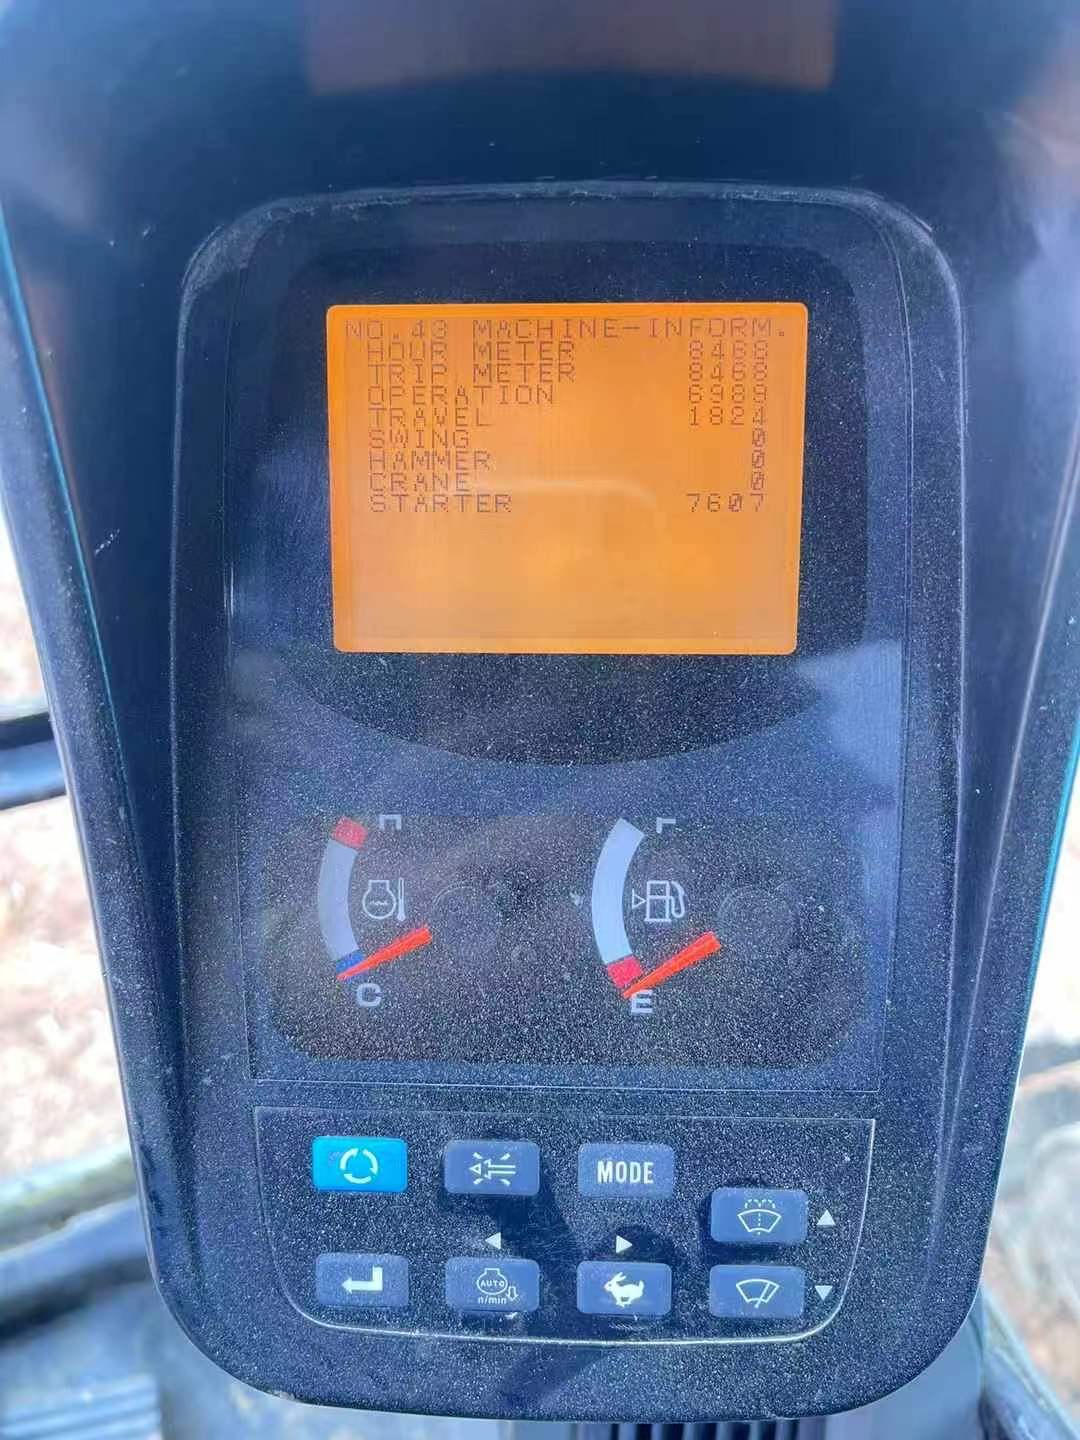 NO.43 MACHINE-INFORM.
HOUR METER 8468
TRIP METER 8468
OPERATION 6989
TRAVEL 1824
SWING 0
HAMMER 0
CRANE 0
STARTER 7607
C
E
MODE
AUTO
n/min